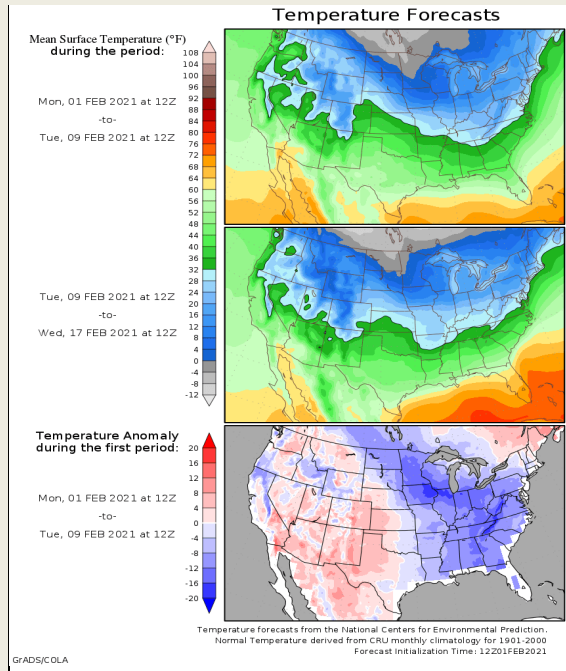 Temperature Forecasts
Mean Surface Temperature (°F)
during the period:
Mon, 01 FEB 2021 at 12Z
-to-
Tue, 09 FEB 2021 at 12Z
108
104
100
96
92
88
84
80
76
72
68
64
60
56
52
48
44
40
36
32
28
24
20
16
12
8
4
0
-4
-8
-12
Tue, 09 FEB 2021 at 12Z
-to-
Wed, 17 FEB 2021 at 12Z
Temperature Anomaly
during the first period:
Mon, 01 FEB 2021 at 12Z
-to-
Tue, 09 FEB 2021 at 12Z
20
16
12
8
4
0
-4
-8
-12
-16
-20
Temperature forecasts from the National Centers for Environmental Prediction.
Normal Temperature derived from CRU monthly climatology for 1901-2000
Forecast Initialization Time: 12Z01FEB2021
GrADS/COLA